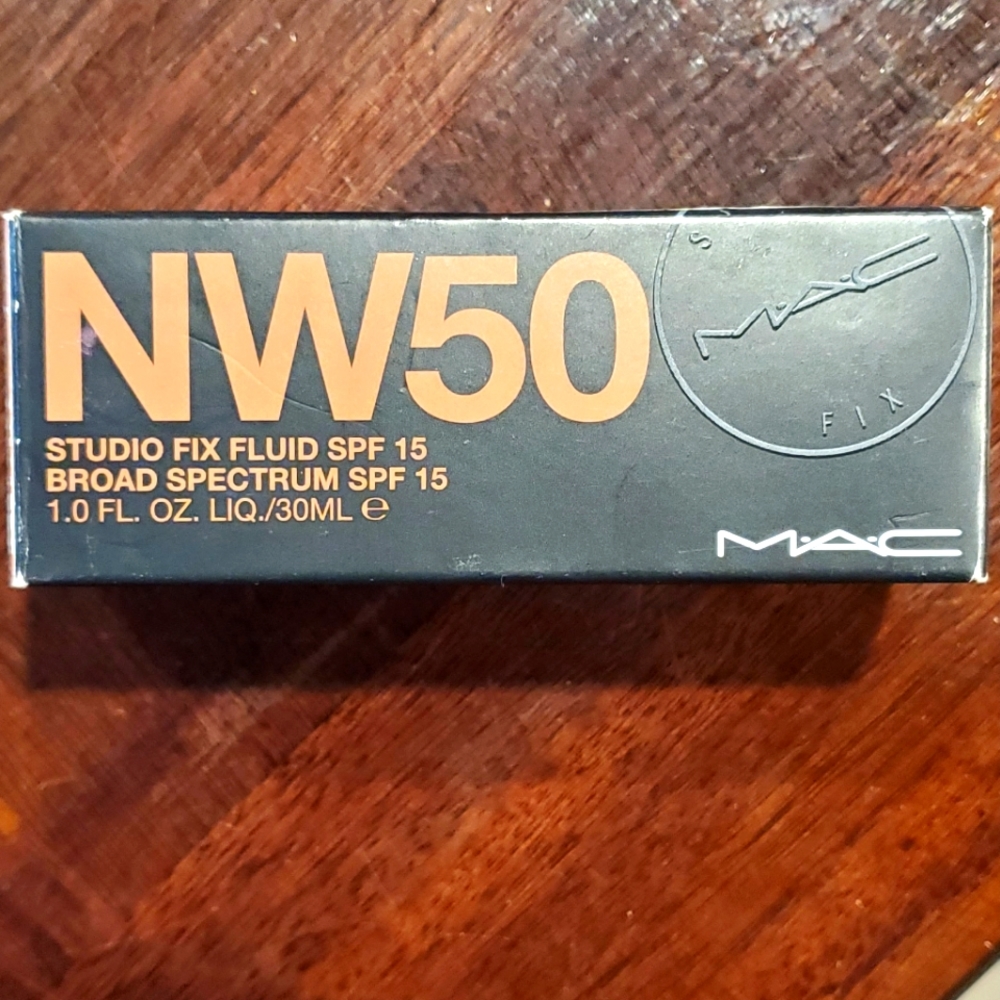 NW50
STUDIO FIX FLUID SPF 15
BROAD SPECTRUM SPF 15
1.0 FL. OZ. LIQ./30ML ℮
M·A·C
FIX
M·A·C